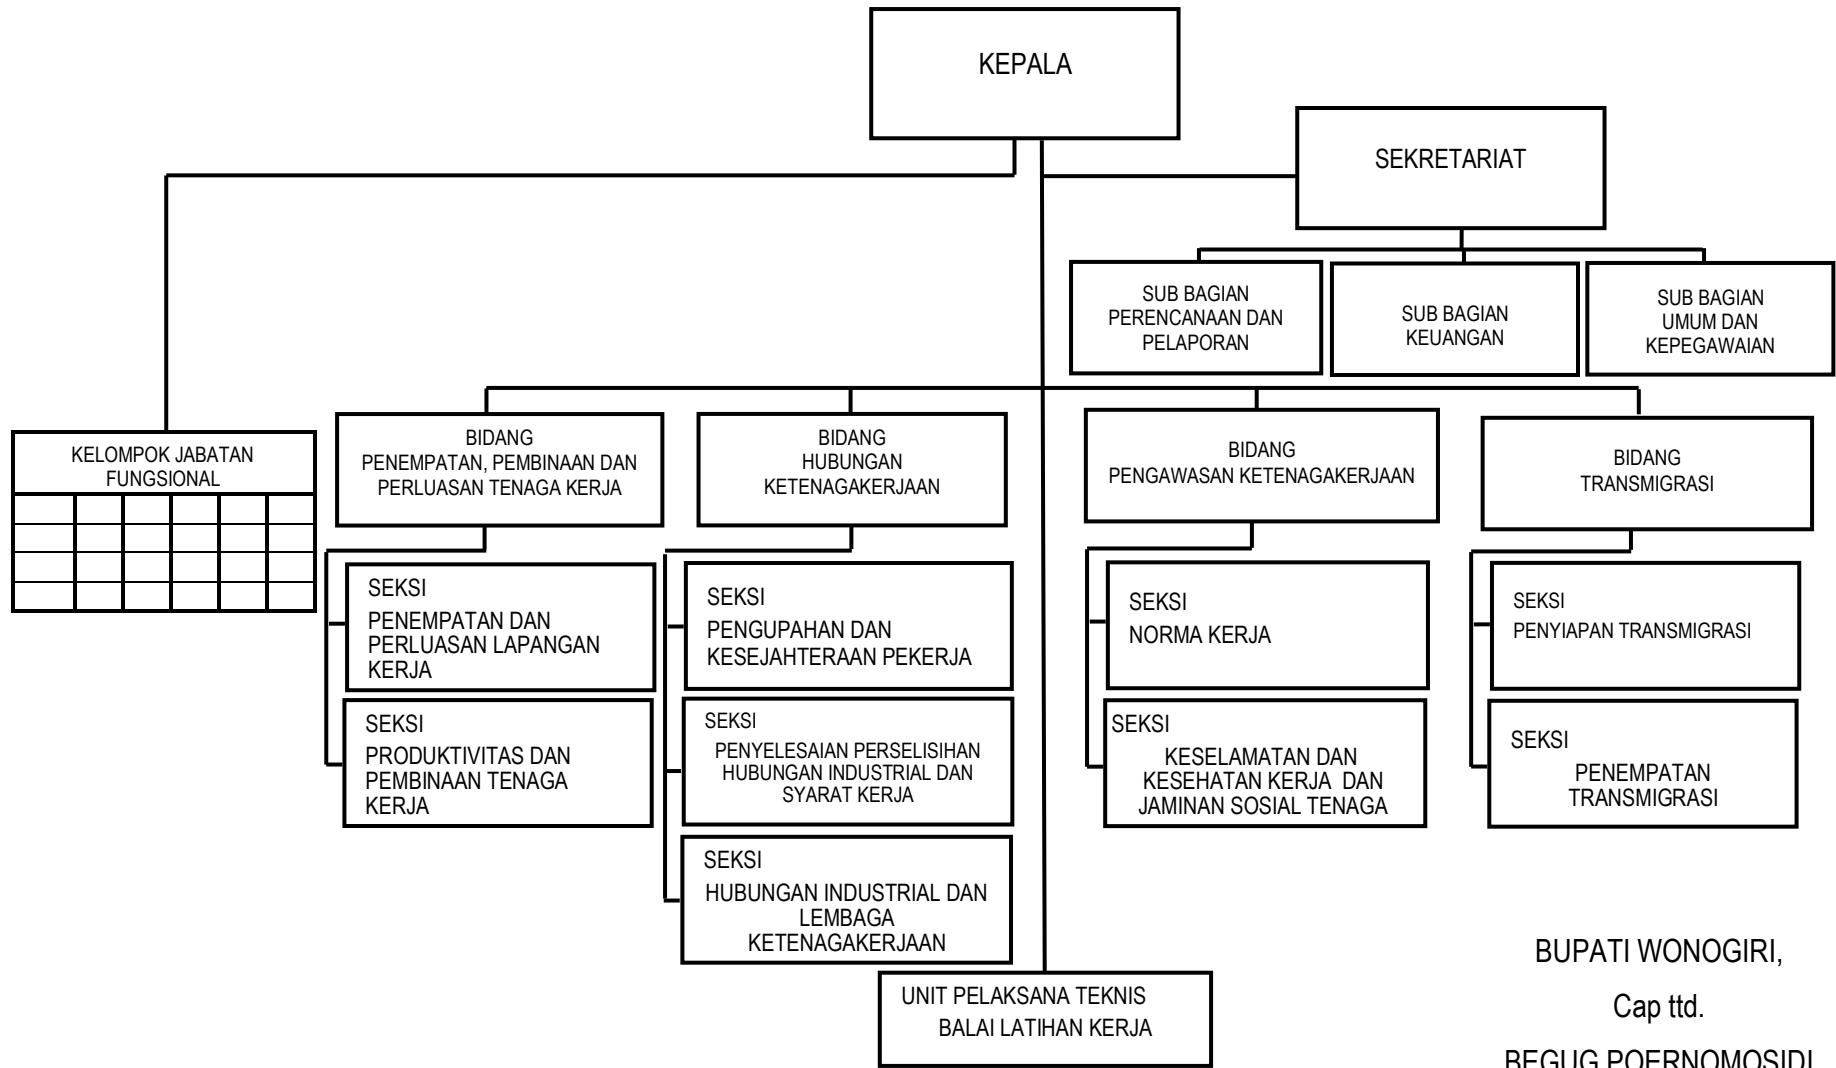 KEPALA
SEKRETARIAT
SUB BAGIAN
PERENCANAAN DAN
PELAPORAN
SUB BAGIAN
KEUANGAN
SUB BAGIAN
UMUM DAN
KEPEGAWAIAN
KELOMPOK JABATAN
FUNGSIONAL
BIDANG
PENEMPATAN, PEMBINAAN DAN
PERLUASAN TENAGA KERJA
BIDANG
HUBUNGAN
KETENAGAKERJAAN
BIDANG
PENGAWASAN KETENAGAKERJAAN
BIDANG
TRANSMIGRASI
SEKSI
PENEMPATAN DAN
PERLUASAN LAPANGAN
KERJA
SEKSI
PRODUKTIVITAS DAN
PEMBINAAN TENAGA
KERJA
SEKSI
PENGUPAHAN DAN
KESEJAHTERAAN PEKERJA
SEKSI
PENYELESAIAN PERSELISIHAN
HUBUNGAN INDUSTRIAL DAN
SYARAT KERJA
SEKSI
HUBUNGAN INDUSTRIAL DAN
LEMBAGA
KETENAGAKERJAAN
SEKSI
NORMA KERJA
SEKSI
KESELAMATAN DAN
KESEHATAN KERJA DAN
JAMINAN SOSIAL TENAGA
SEKSI
PENYIAPAN TRANSMIGRASI
SEKSI
PENEMPATAN
TRANSMIGRASI
UNIT PELAKSANA TEKNIS
BALAI LATIHAN KERJA
BUPATI WONOGIRI,
Cap ttd.
BEGUG POERNOMOSIDI